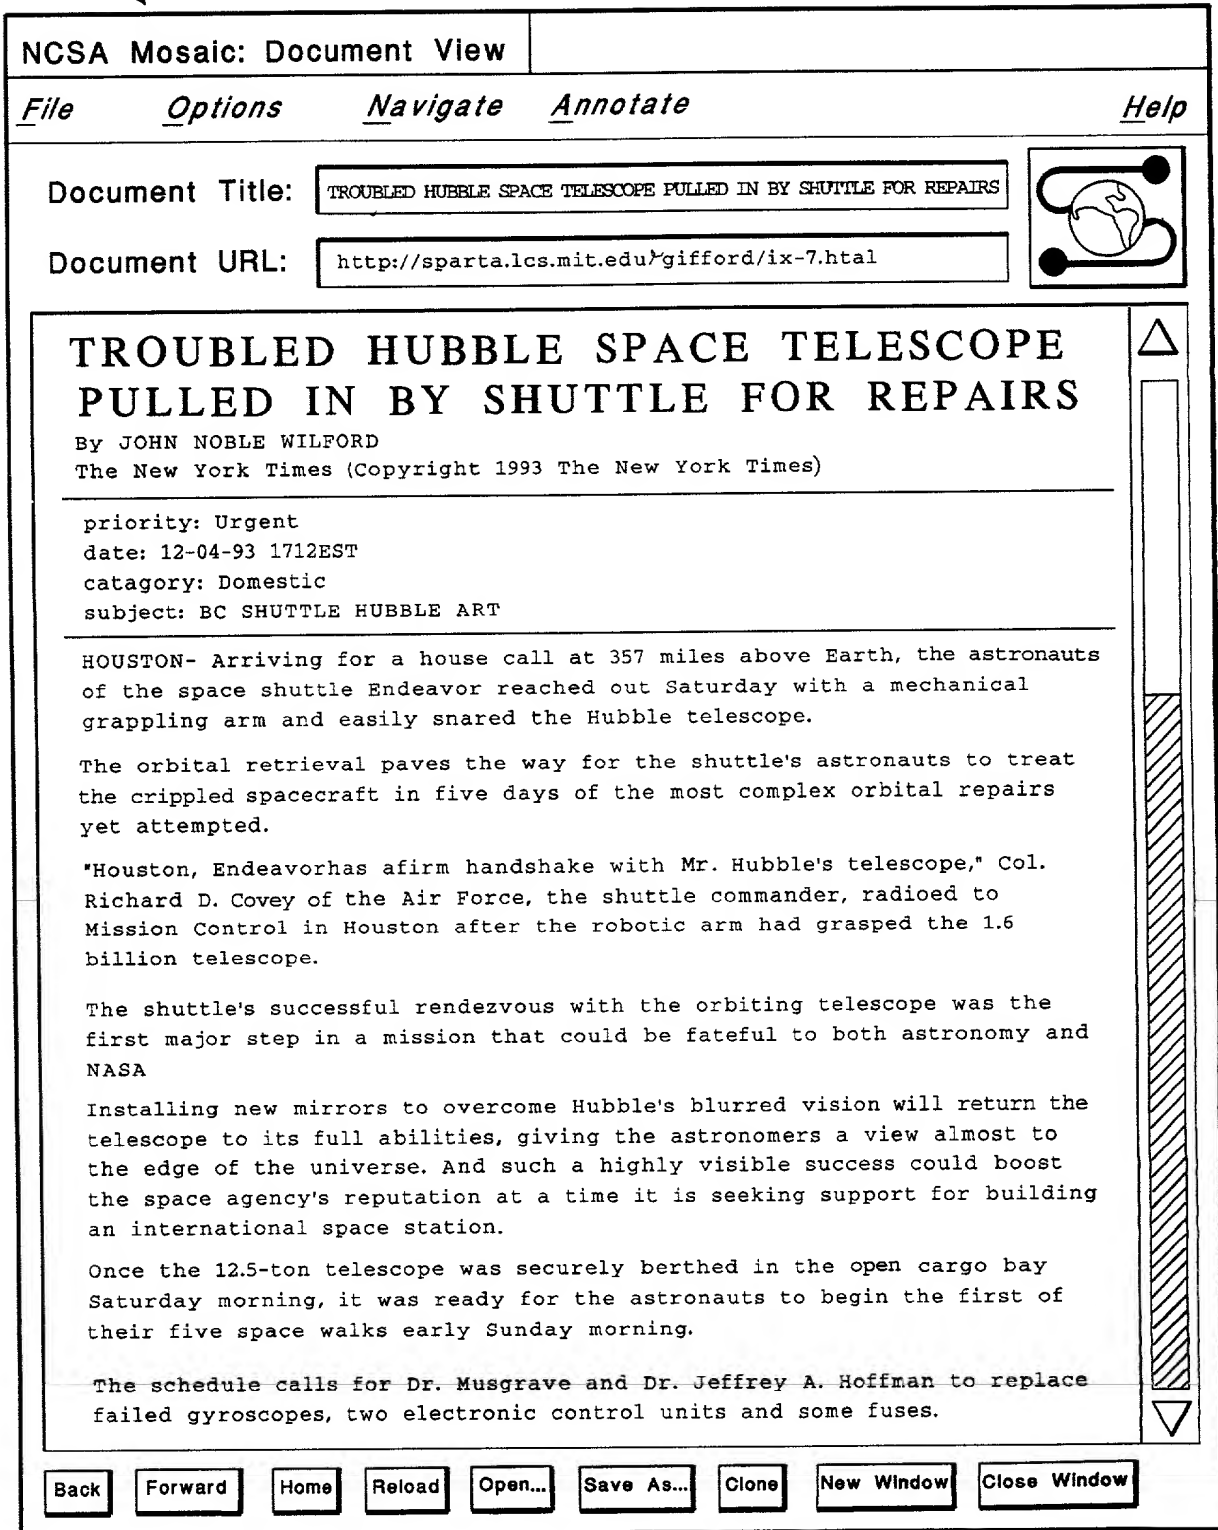 NCSA Mosaic: Document View
File Options Navigate Annotate Help
Document Title: TROUBLED HUBBLE SPACE TELESCOPE PULLED IN BY SHUTTLE FOR REPAIRS
Document URL: http://sparta.lcs.mit.edu/gifford/ix-7.htal
TROUBLED HUBBLE SPACE TELESCOPE
PULLED IN BY SHUTTLE FOR REPAIRS
By JOHN NOBLE WILFORD
The New York Times (Copyright 1993 The New York Times)
priority: Urgent
date: 12-04-93 1712EST
catagory: Domestic
subject: BC SHUTTLE HUBBLE ART
HOUSTON- Arriving for a house call at 357 miles above Earth, the astronauts
of the space shuttle Endeavor reached out Saturday with a mechanical
grappling arm and easily snared the Hubble telescope.
The orbital retrieval paves the way for the shuttle's astronauts to treat
the crippled spacecraft in five days of the most complex orbital repairs
yet attempted.
"Houston, Endeavorhas afirm handshake with Mr. Hubble's telescope," Col.
Richard D. Covey of the Air Force, the shuttle commander, radioed to
Mission Control in Houston after the robotic arm had grasped the 1.6
billion telescope.
The shuttle's successful rendezvous with the orbiting telescope was the
first major step in a mission that could be fateful to both astronomy and
NASA
Installing new mirrors to overcome Hubble's blurred vision will return the
telescope to its full abilities, giving the astronomers a view almost to
the edge of the universe. And such a highly visible success could boost
the space agency's reputation at a time it is seeking support for building
an international space station.
Once the 12.5-ton telescope was securely berthed in the open cargo bay
Saturday morning, it was ready for the astronauts to begin the first of
their five space walks early Sunday morning.
The schedule calls for Dr. Musgrave and Dr. Jeffrey A. Hoffman to replace
failed gyroscopes, two electronic control units and some fuses.
Back Forward Home Reload Open... Save As... Clone New Window Close Window